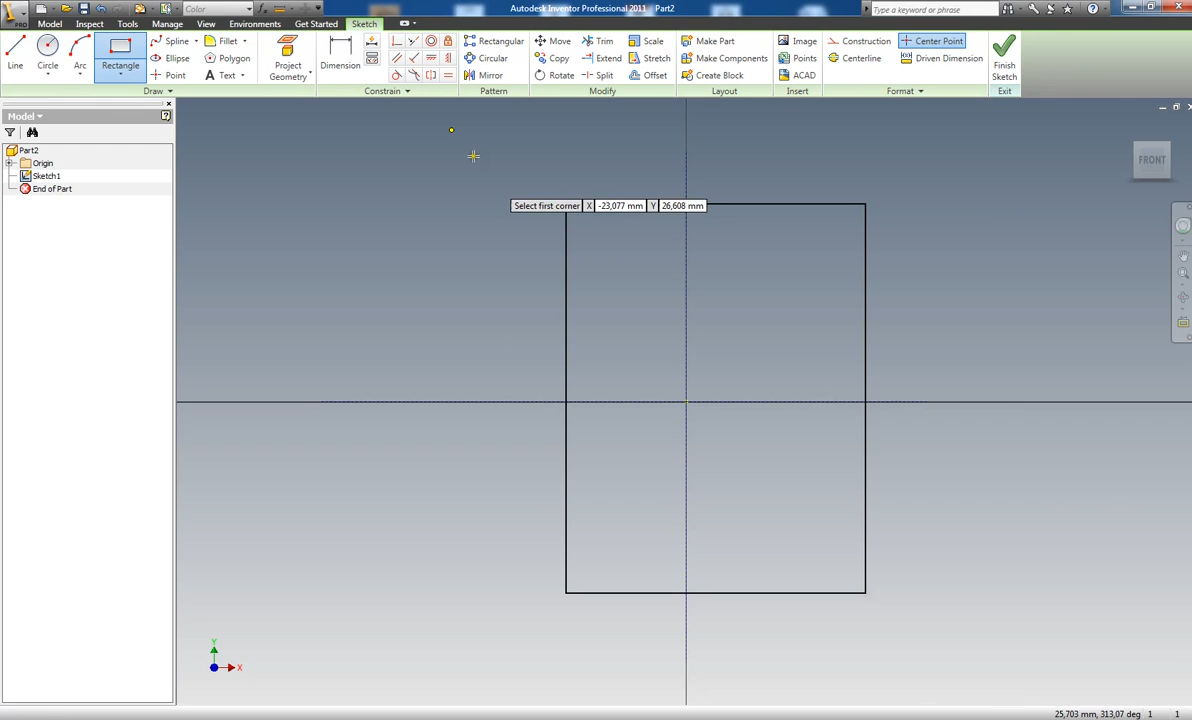 Autodesk Inventor Professional 2011 Part2
Color
Type a keyword or phrase
PRO Model Inspect Tools Manage View Environments Get Started Sketch
Line Circle Arc Rectangle Spline Fillet Project Geometry Dimension Rectangular Move Trim Scale Make Part Image Construction Center Point Finish Sketch
Ellipse Polygon Circular Copy Extend Stretch Make Components Points Centerline Driven Dimension
Point Text Mirror Rotate Split Offset Create Block ACAD
Draw Constrain Pattern Modify Layout Insert Format Exit
Model
Part2
Origin
Sketch1
End of Part
FRONT
Select first corner X -23,077 mm Y 26,608 mm
Y
X
25,703 mm, 313,07 deg 1 1